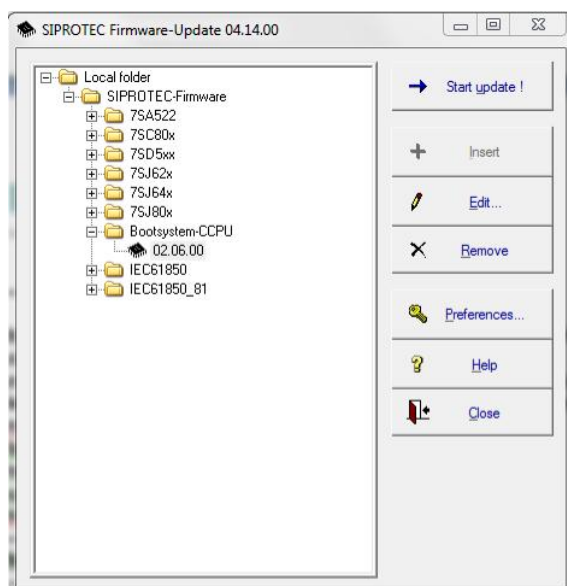 SIPROTEC Firmware-Update 04.14.00
Local folder
SIPROTEC-Firmware
7SA522
7SC80x
7SD5xx
7SJ62x
7SJ64x
7SJ80x
Bootsystem-CCPU
02.06.00
IEC61850
IEC61850_81
Start update !
Insert
Edit...
Remove
Preferences...
Help
Close